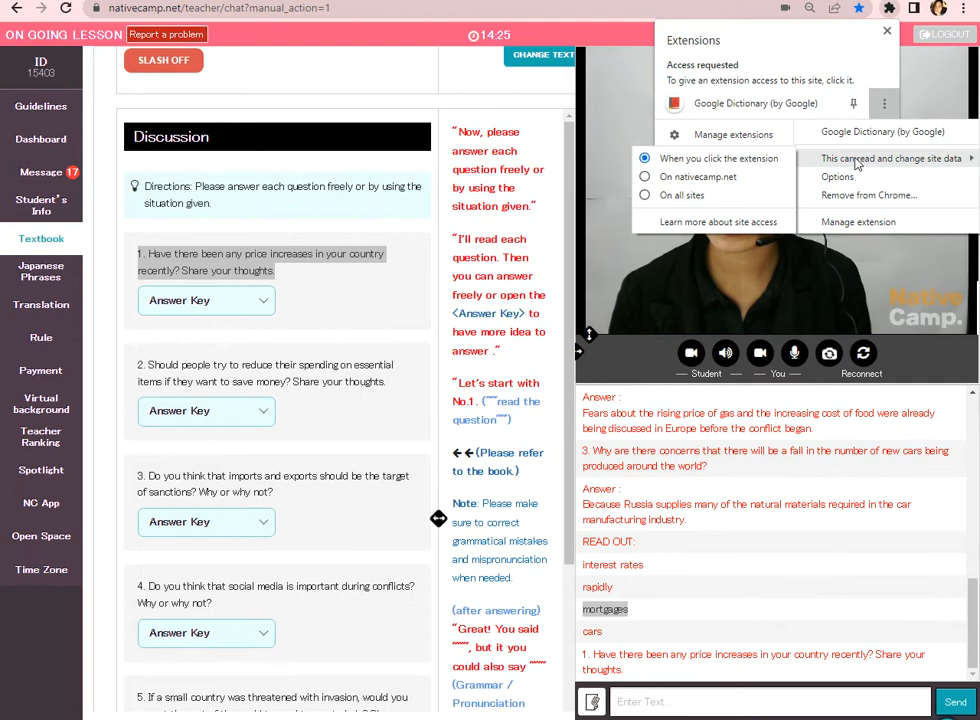 nativecamp.net/teacher/chat?manual_action=1
ON GOING LESSON
Report a problem
14:25
LOGOUT
ID
15403
Guidelines
Dashboard
Message 17
Student's
Info
Textbook
Japanese
Phrases
Translation
Rule
Payment
Virtual
background
Teacher
Ranking
Spotlight
NC App
Open Space
Time Zone
SLASH OFF
CHANGE TEXT
Discussion
Directions: Please answer each question freely or by using the
situation given.
1. Have there been any price increases in your country
recently? Share your thoughts.
Answer Key
2. Should people try to reduce their spending on essential
items if they want to save money? Share your thoughts.
Answer Key
3. Do you think that imports and exports should be the target
of sanctions? Why or why not?
Answer Key
4. Do you think that social media is important during conflicts?
Why or why not?
Answer Key
5. If a small country was threatened with invasion, would you
"Now, please
answer each
question freely or
by using the
situation given."
"I'll read each
question. Then
you can answer
freely or open the
<Answer Key> to
have more idea to
answer ."
"Let's start with
No.1. (~~~read the
question~~)
←←(Please refer
to the book.)
Note: Please make
sure to correct
grammatical mistakes
and mispronunciation
when needed.
(after answering)
"Great! You said
~~~~, but it you
could also say ~~~~
(Grammar /
Pronunciation
Extensions
Access requested
To give an extension access to this site, click it.
Google Dictionary (by Google)
Manage extensions
Google Dictionary (by Google)
This can read and change site data
Options
Remove from Chrome...
Manage extension
When you click the extension
On nativecamp.net
On all sites
Learn more about site access
Native
Camp.
Student
You
Reconnect
Answer :
Fears about the rising price of gas and the increasing cost of food were already
being discussed in Europe before the conflict began.
3. Why are there concerns that there will be a fall in the number of new cars being
produced around the world?
Answer :
Because Russia supplies many of the natural materials required in the car
manufacturing industry.
READ OUT:
interest rates
rapidly
mortgages
cars
1. Have there been any price increases in your country recently? Share your
thoughts.
Enter Text...
Send